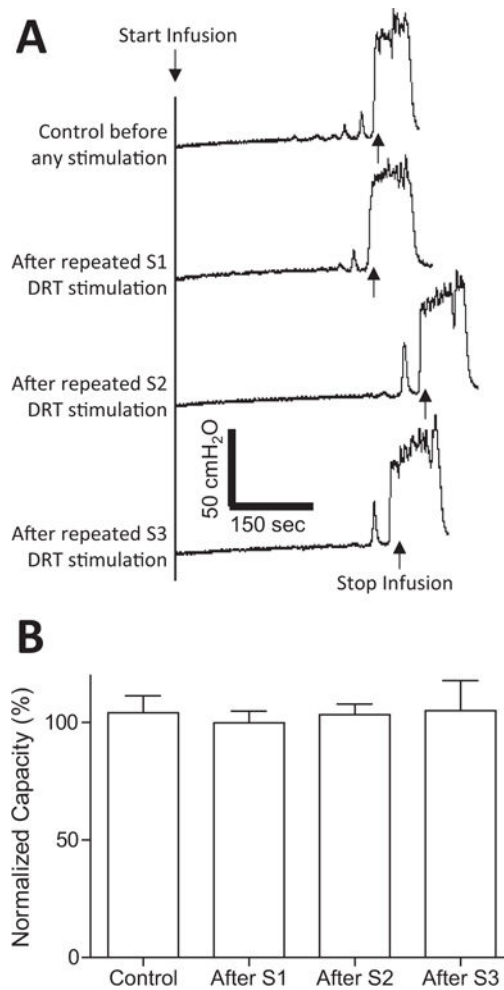 A
Start Infusion
Control before
any stimulation
After repeated S1
DRT stimulation
After repeated S2
DRT stimulation
50 cmH₂O
150 sec
After repeated S3
DRT stimulation
Stop Infusion
B
Normalized Capacity (%)
100
50
0
Control
After S1
After S2
After S3